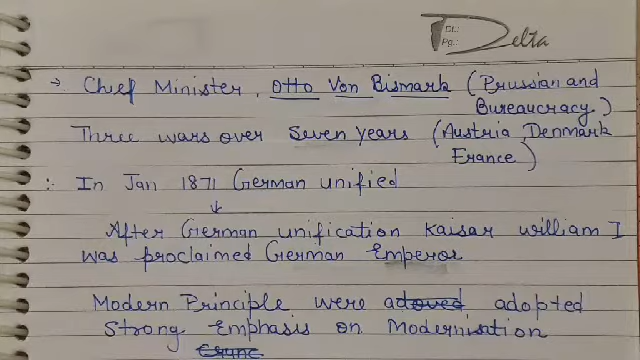 Dt.:
Pg.:
Delta
→ Chief Minister, Otto Von Bismark (Prussian and
Bureaucracy.)
Three wars over Seven years (Austria Denmark
France)
∴ In Jan 1871 German unified
↓
After German unification Kaisar william I
was proclaimed German Emperor
Modern Principle were adopted
Strong Emphasis on Modernisation